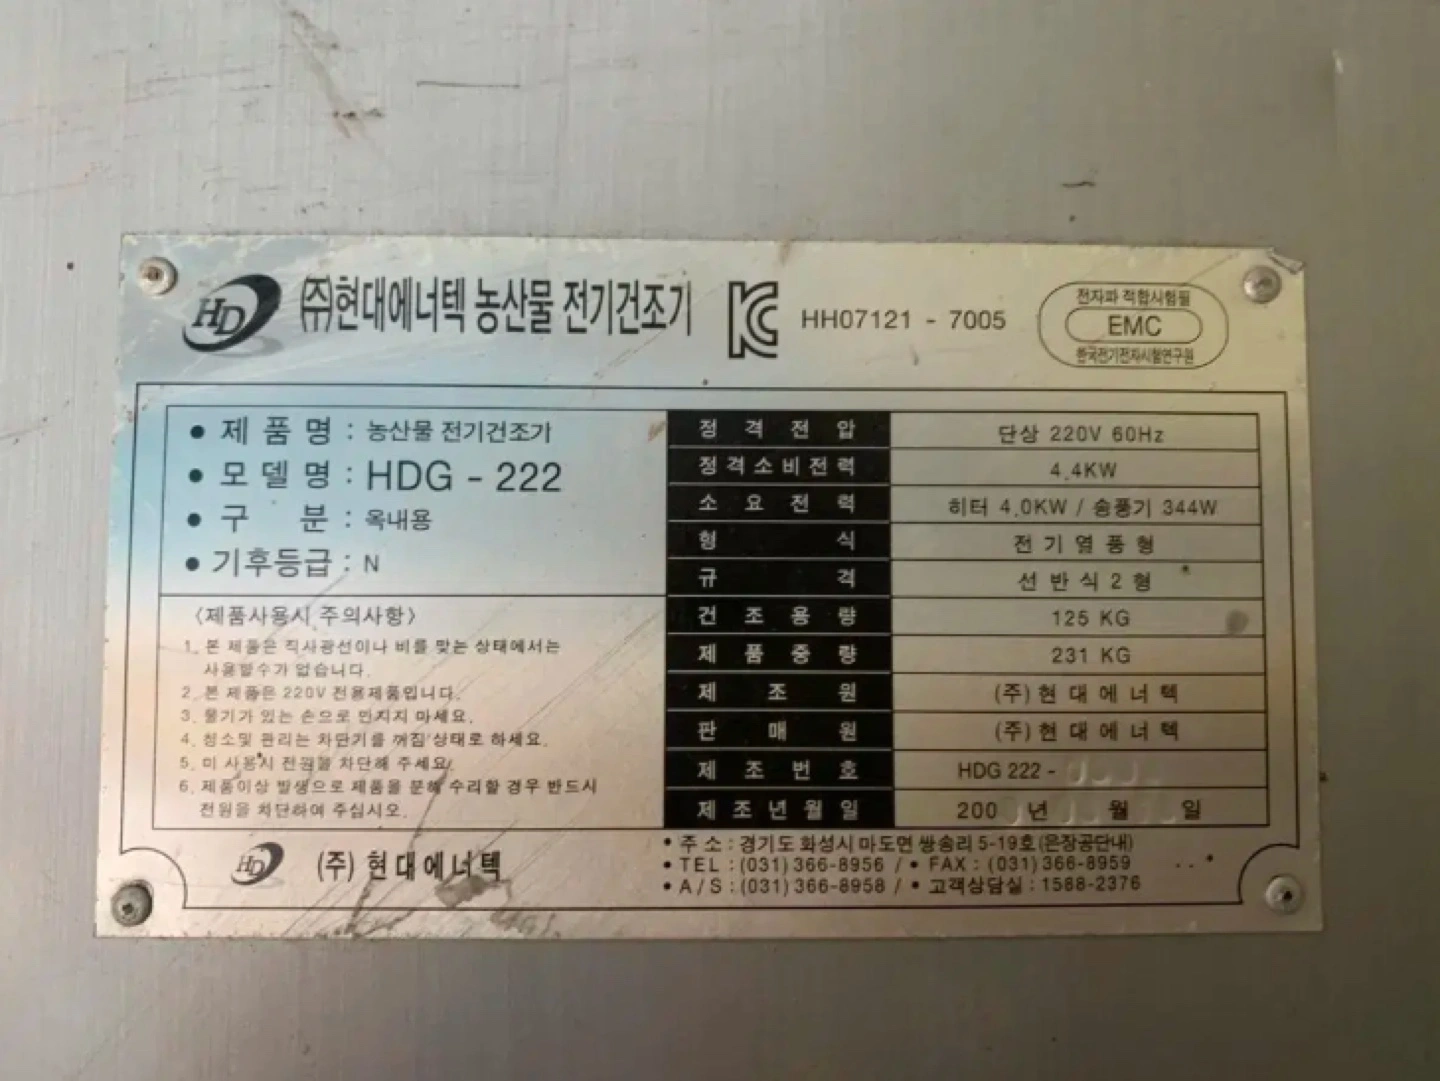 HD (주)현대에너텍 농산물 전기건조기 HH07121 - 7005
전자파 적합시험필
EMC
한국전기전자시험연구원
● 제 품 명 : 농산물 전기건조기
● 모 델 명 : HDG - 222
● 구 분 : 옥내용
● 기후등급 : N
<제품사용시 주의사항>
1. 본 제품은 직사광선이나 비를 맞는 상태에서는
사용할수가 없습니다.
2. 본 제품은 220V 전용제품입니다.
3. 물기가 있는 손으로 만지지 마세요.
4. 청소및 관리는 차단기를 꺼짐 상태로 하세요.
5. 미 사용시 전원을 차단해 주세요
6. 제품이상 발생으로 제품을 분해 수리할 경우 반드시
전원을 차단하여 주십시오.
정격전압 단상 220V 60Hz
정격소비전력 4.4KW
소요전력 히터 4.0KW / 송풍기 344W
형식 전기열풍형
규격 선반식2형
건조용량 125 KG
제품중량 231 KG
제조원 (주)현대에너텍
판매원 (주)현대에너텍
제조번호 HDG 222 -
제조년월일 200 년 월 일
HD (주) 현대에너텍
• 주 소 : 경기도 화성시 마도면 쌍송리 5-19호(은장공단내)
• TEL : (031) 366-8956 / • FAX : (031) 366-8959
• A/S : (031) 366-8958 / • 고객상담실 : 1588-2376